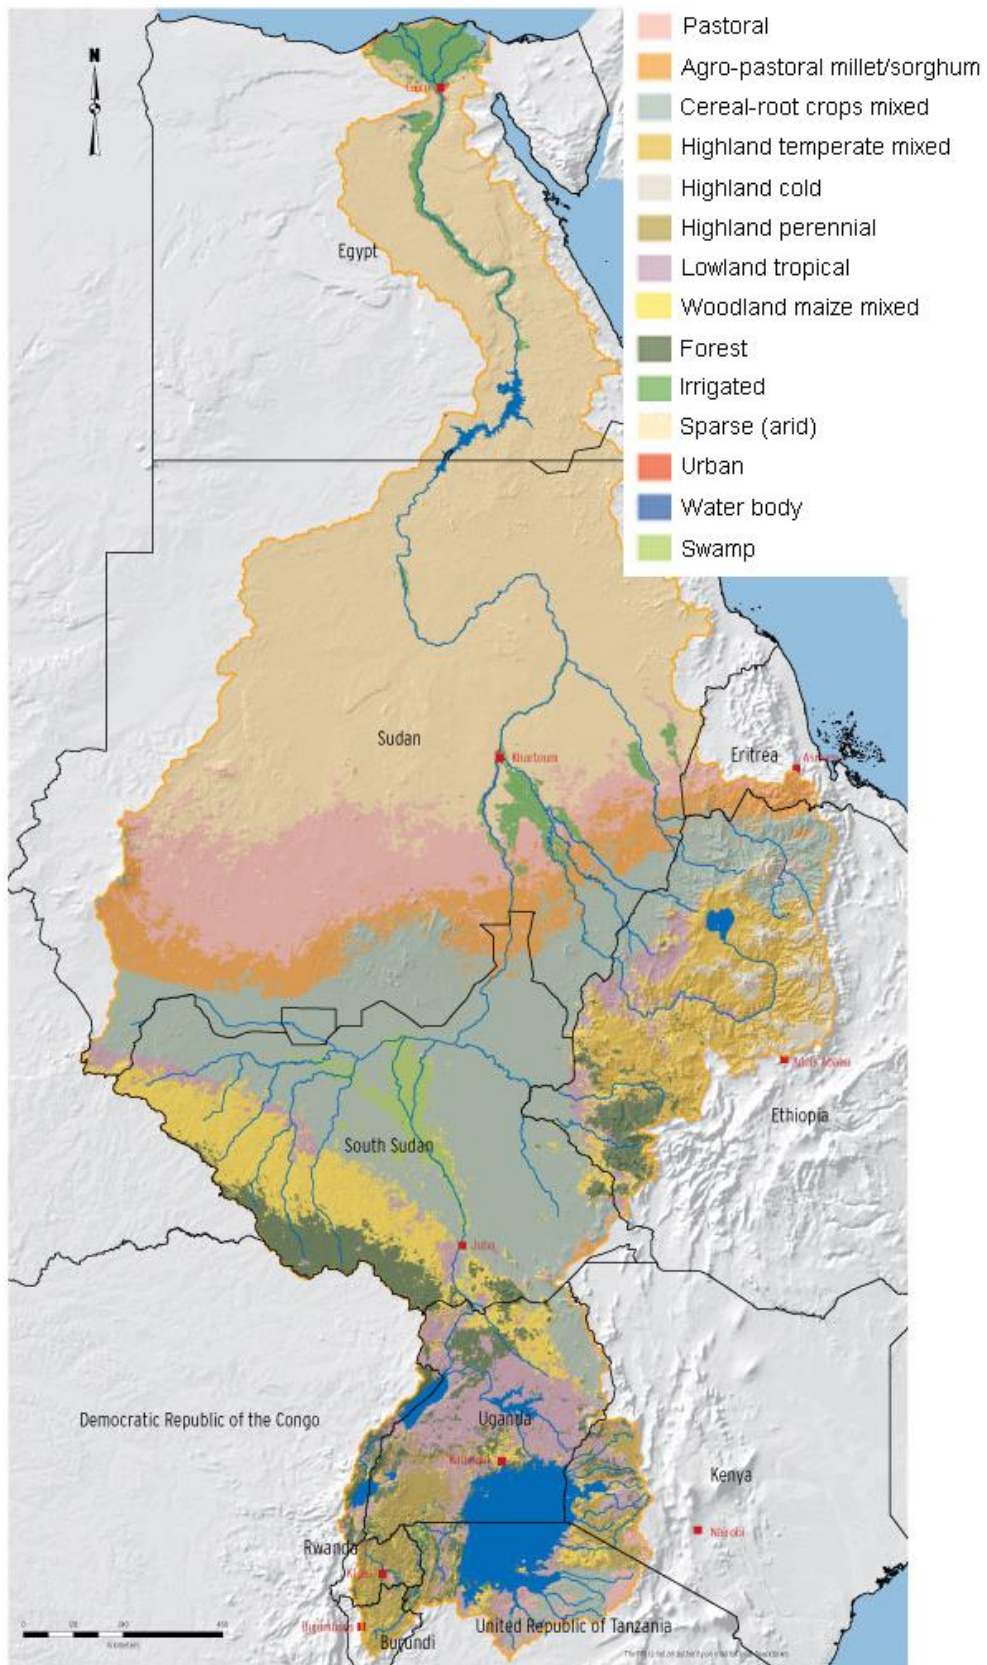 N
Pastoral
Agro-pastoral millet/sorghum
Cereal-root crops mixed
Highland temperate mixed
Highland cold
Highland perennial
Lowland tropical
Woodland maize mixed
Forest
Irrigated
Sparse (arid)
Urban
Water body
Swamp
Cairo
Egypt
Sudan
Khartoum
Eritrea
Addis Ababa
Ethiopia
South Sudan
Juba
Democratic Republic of the Congo
Uganda
Kampala
Kenya
Nairobi
Rwanda
Kigali
Bujumbura
Burundi
United Republic of Tanzania